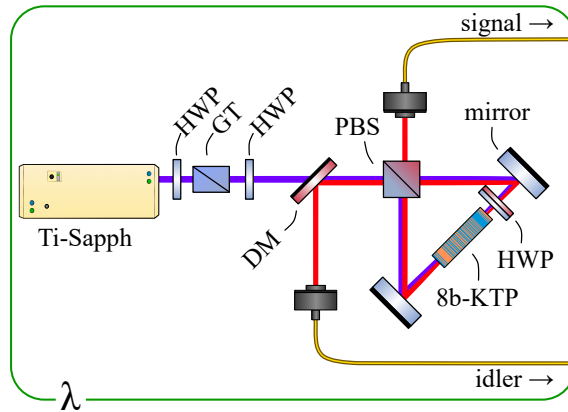 signal →
HWP
GT
HWP
PBS
mirror
Ti-Sapph
DM
HWP
8b-KTP
idler →
λ